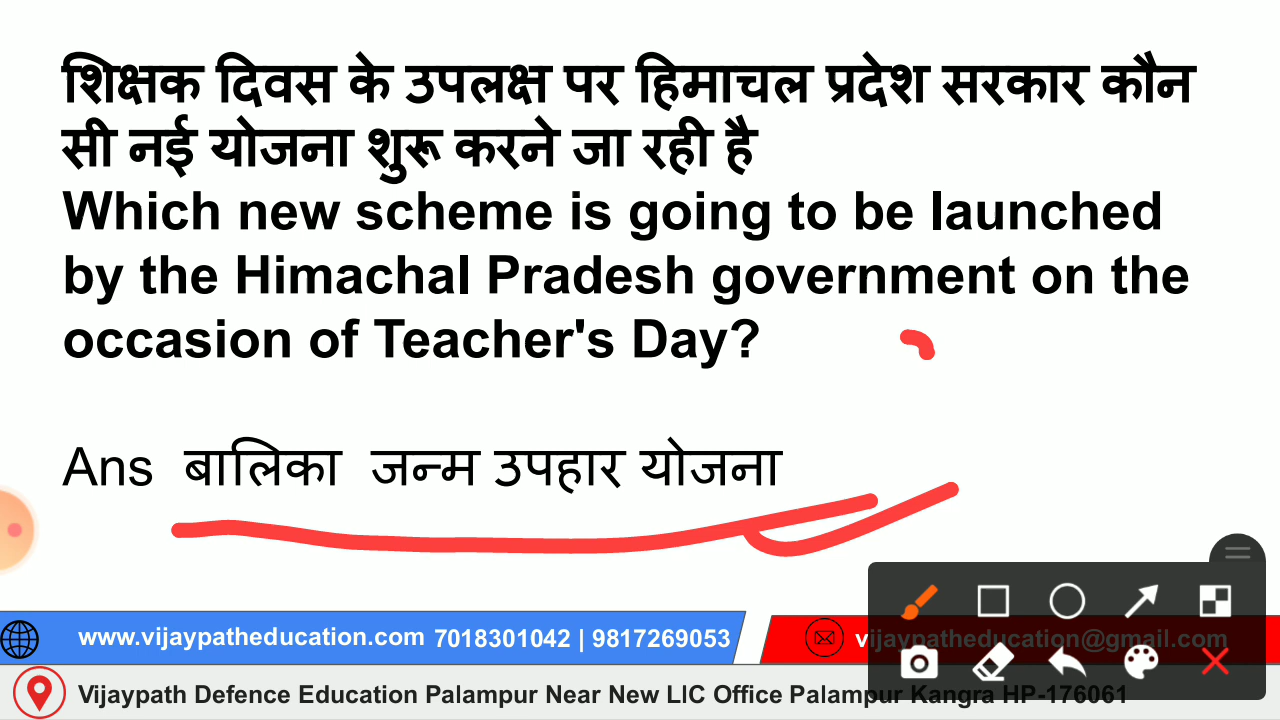 शिक्षक दिवस के उपलक्ष पर हिमाचल प्रदेश सरकार कौन
सी नई योजना शुरू करने जा रही है
Which new scheme is going to be launched
by the Himachal Pradesh government on the
occasion of Teacher's Day?
Ans बालिका जन्म उपहार योजना
www.vijaypatheducation.com 7018301042 | 9817269053
vijaypatheducation@gmail.com
Vijaypath Defence Education Palampur Near New LIC Office Palampur Kangra HP-176061